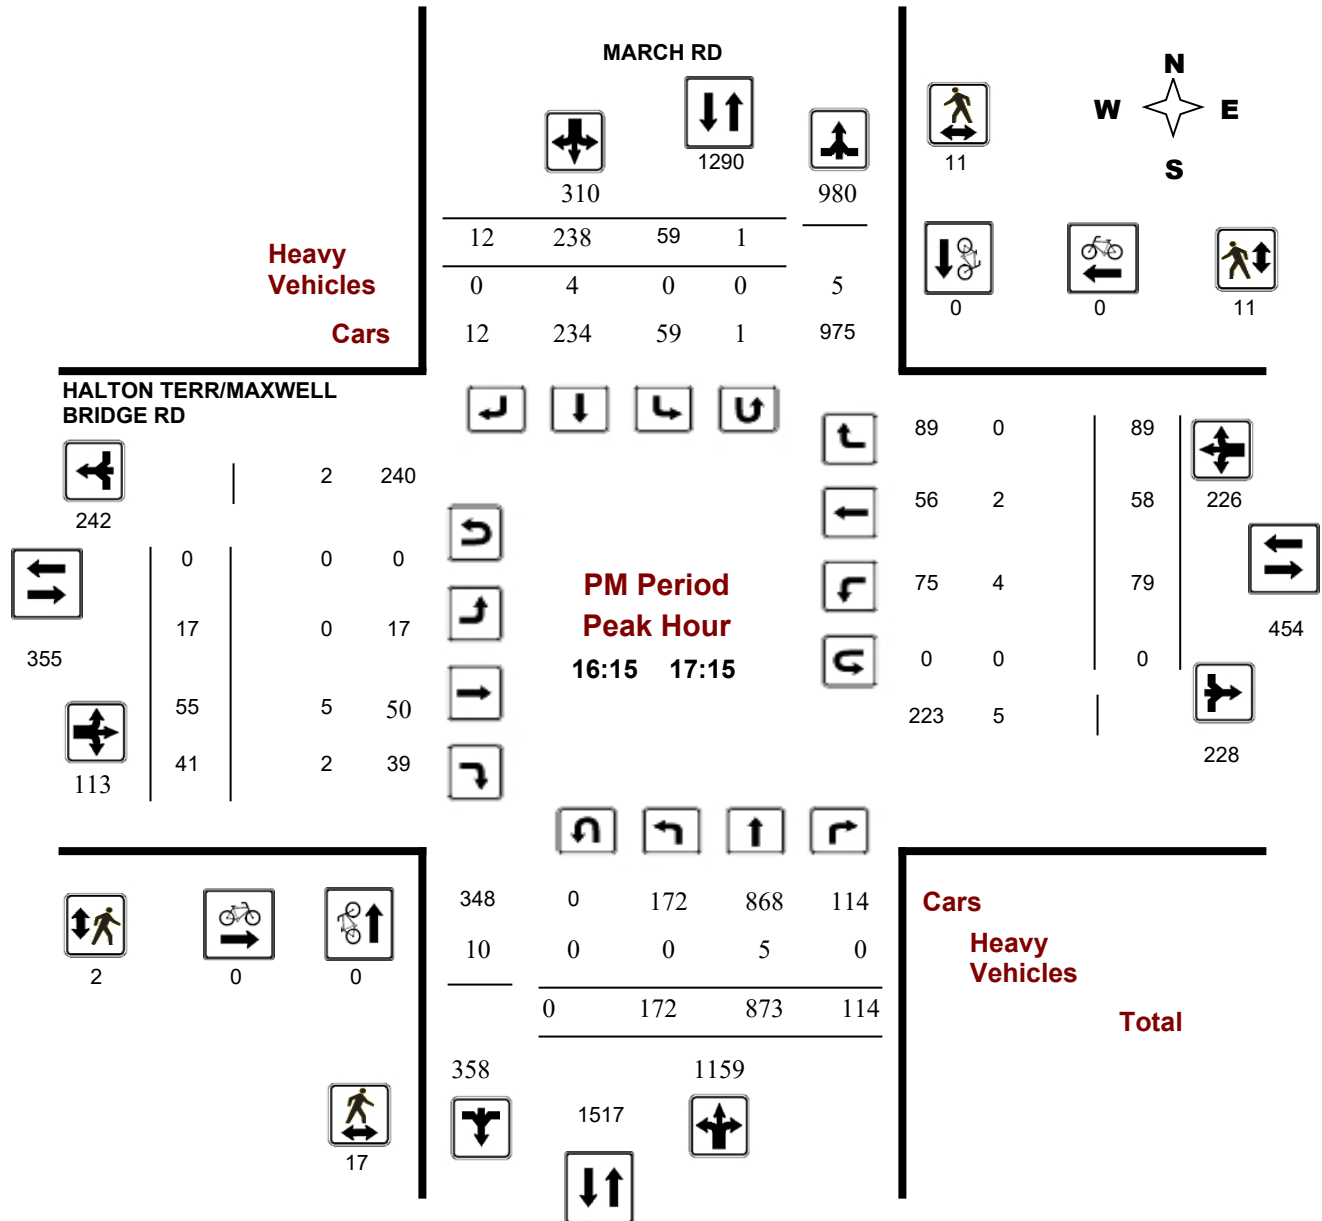 MARCH RD
N
W E
S
1290
11
310
980
12 238 59 1
Heavy
Vehicles
0 4 0 0 5
0 0 11
Cars
12 234 59 1 975
HALTON TERR/MAXWELL
BRIDGE RD
89 0 89
2 240
242
56 2 58 226
0 0 0
PM Period
75 4 79
Peak Hour
17 0 17
454
355
16:15 17:15
0 0 0
55 5 50
223 5
228
41 2 39
113
348 0 172 868 114
Cars
10 0 0 5 0
Heavy
Vehicles
2 0 0
0 172 873 114
Total
358 1159
1517
17